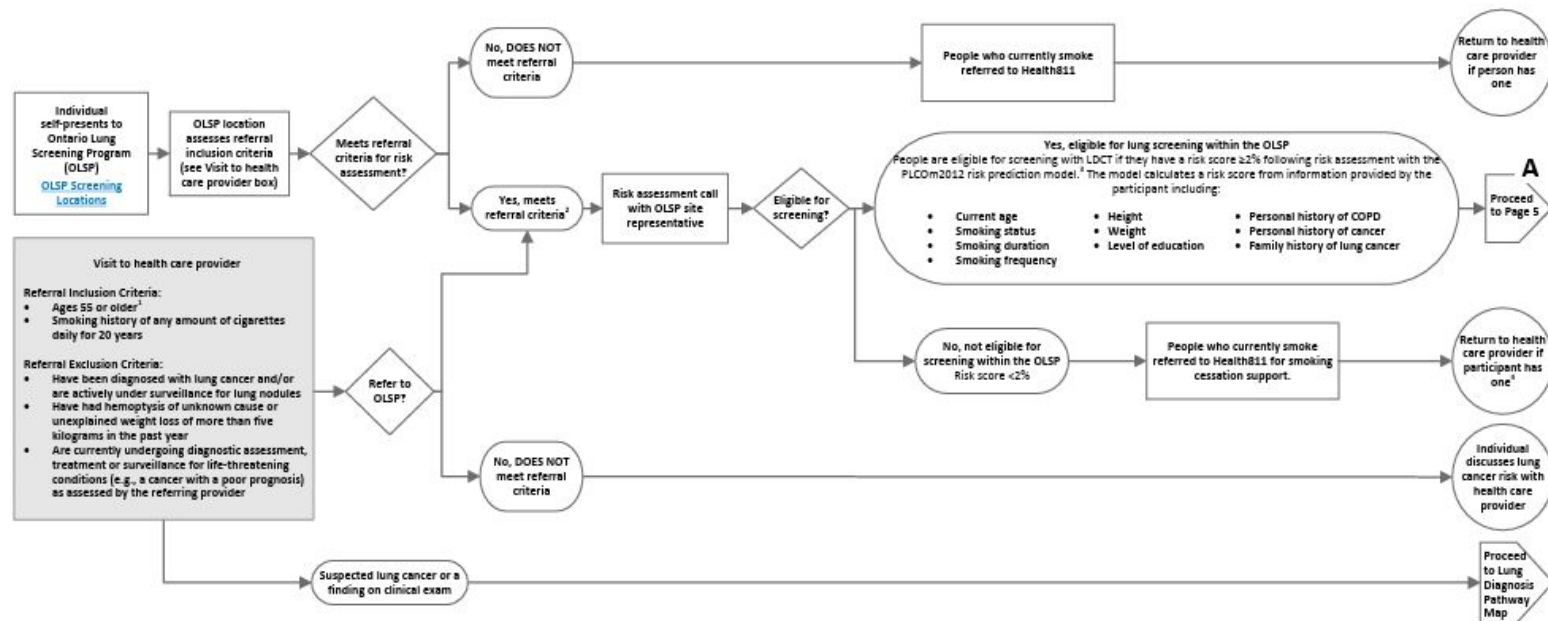 Individual
self-presents to
Ontario Lung
Screening Program
(OLSP)
OLSP Screening
Locations
OLSP location
assesses referral
inclusion criteria
(see Visit to health
care provider box)
Meets referral
criteria for risk
assessment?
No, DOES NOT
meet referral
criteria
People who currently smoke
referred to Health811
Return to health
care provider
if person has
one
Yes, meets
referral criteria²
Risk assessment call
with OLSP site
representative
Eligible for
screening?
Yes, eligible for lung screening within the OLSP
People are eligible for screening with LDCT if they have a risk score ≥2% following risk assessment with the
PLCOm2012 risk prediction model.³ The model calculates a risk score from information provided by the
participant including:
• Current age
• Smoking status
• Smoking duration
• Smoking frequency
• Height
• Weight
• Level of education
• Personal history of COPD
• Personal history of cancer
• Family history of lung cancer
A
Proceed
to Page 5
No, not eligible for
screening within the OLSP
Risk score <2%
People who currently smoke
referred to Health811 for smoking
cessation support.
Return to health
care provider if
participant has
one
Visit to health care provider
Referral Inclusion Criteria:
• Ages 55 or older¹
• Smoking history of any amount of cigarettes
daily for 20 years
Referral Exclusion Criteria:
• Have been diagnosed with lung cancer and/or
are actively under surveillance for lung nodules
• Have had hemoptysis of unknown cause or
unexplained weight loss of more than five
kilograms in the past year
• Are currently undergoing diagnostic assessment,
treatment or surveillance for life-threatening
conditions (e.g., a cancer with a poor prognosis)
as assessed by the referring provider
Refer to
OLSP?
No, DOES NOT
meet referral
criteria
Individual
discusses lung
cancer risk with
health care
provider
Suspected lung cancer or a
finding on clinical exam
Proceed
to Lung
Diagnosis
Pathway
Map